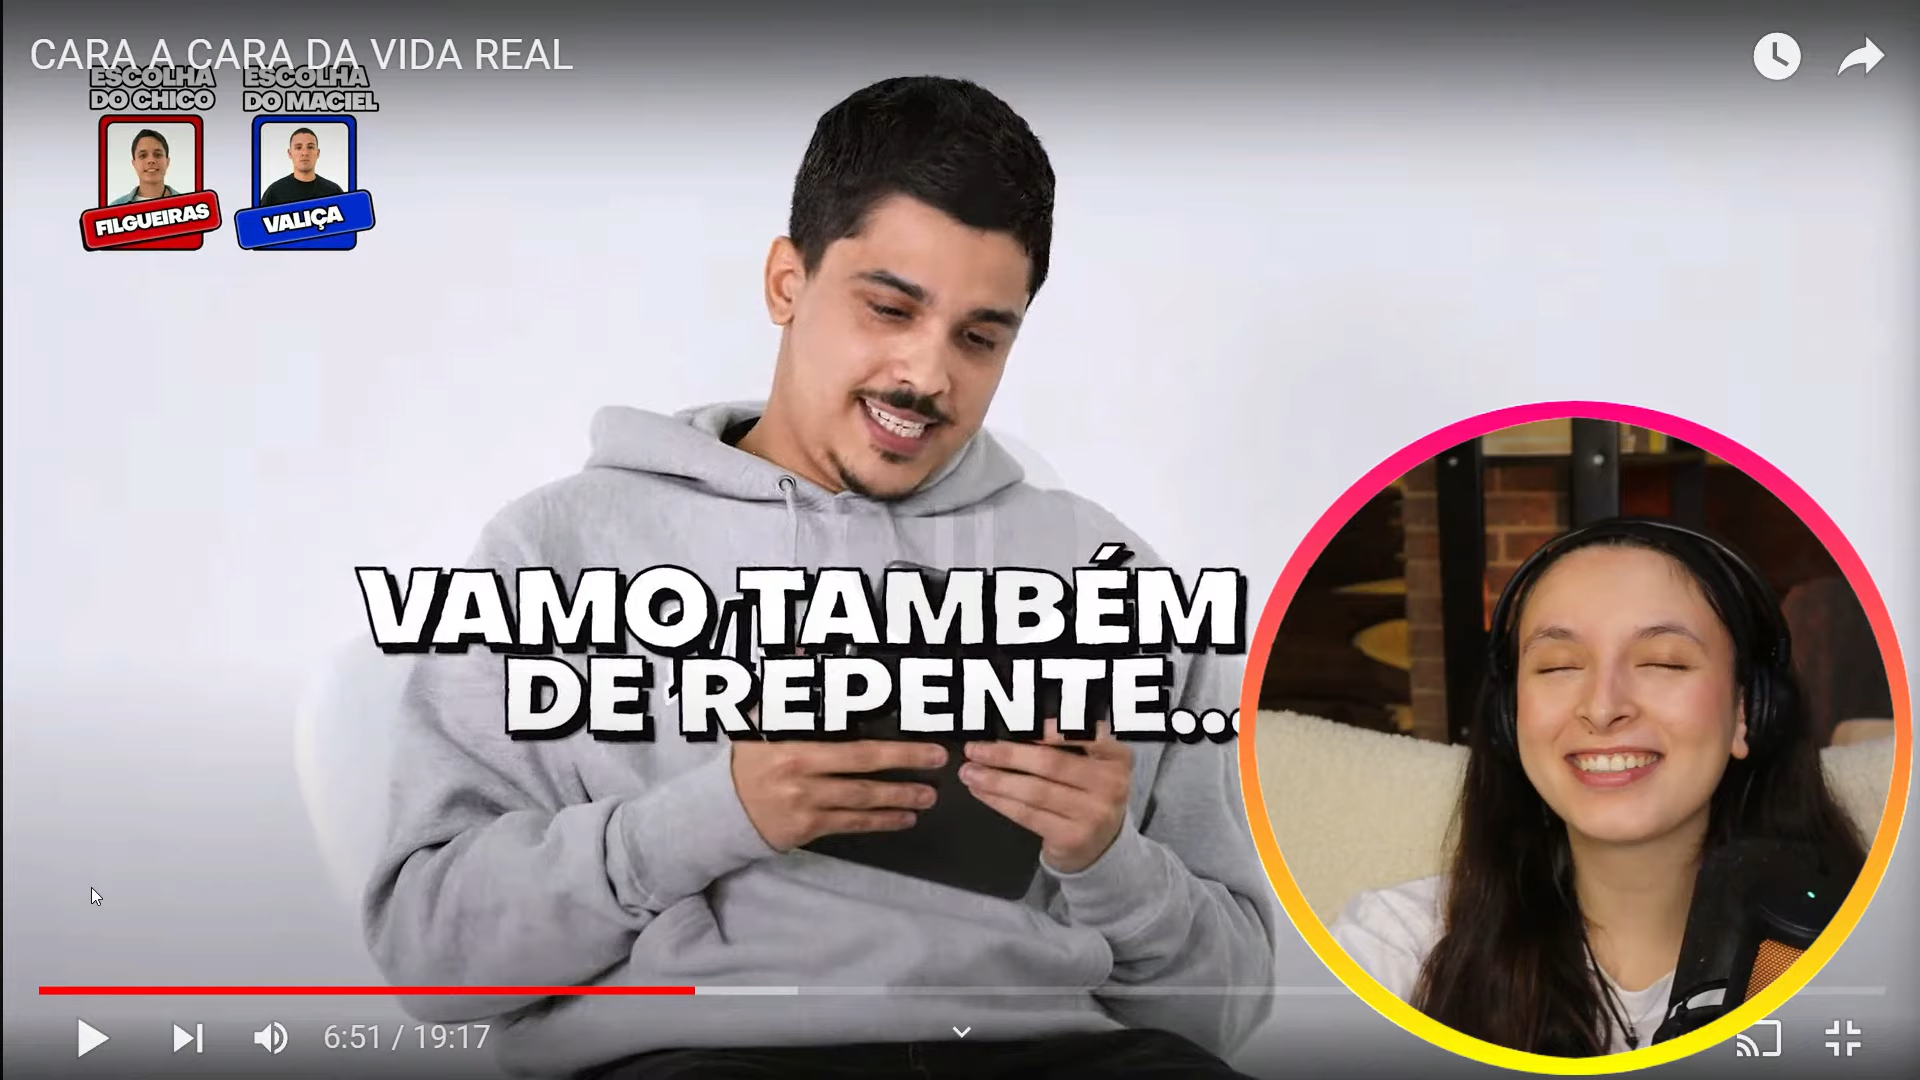 CARA A CARA DA VIDA REAL
ESCOLHA
DO CHICO
ESCOLHA
DO MACIEL
FILGUEIRAS
VALIÇA
VAMO TAMBÉM
DE REPENTE...
6:51 / 19:17